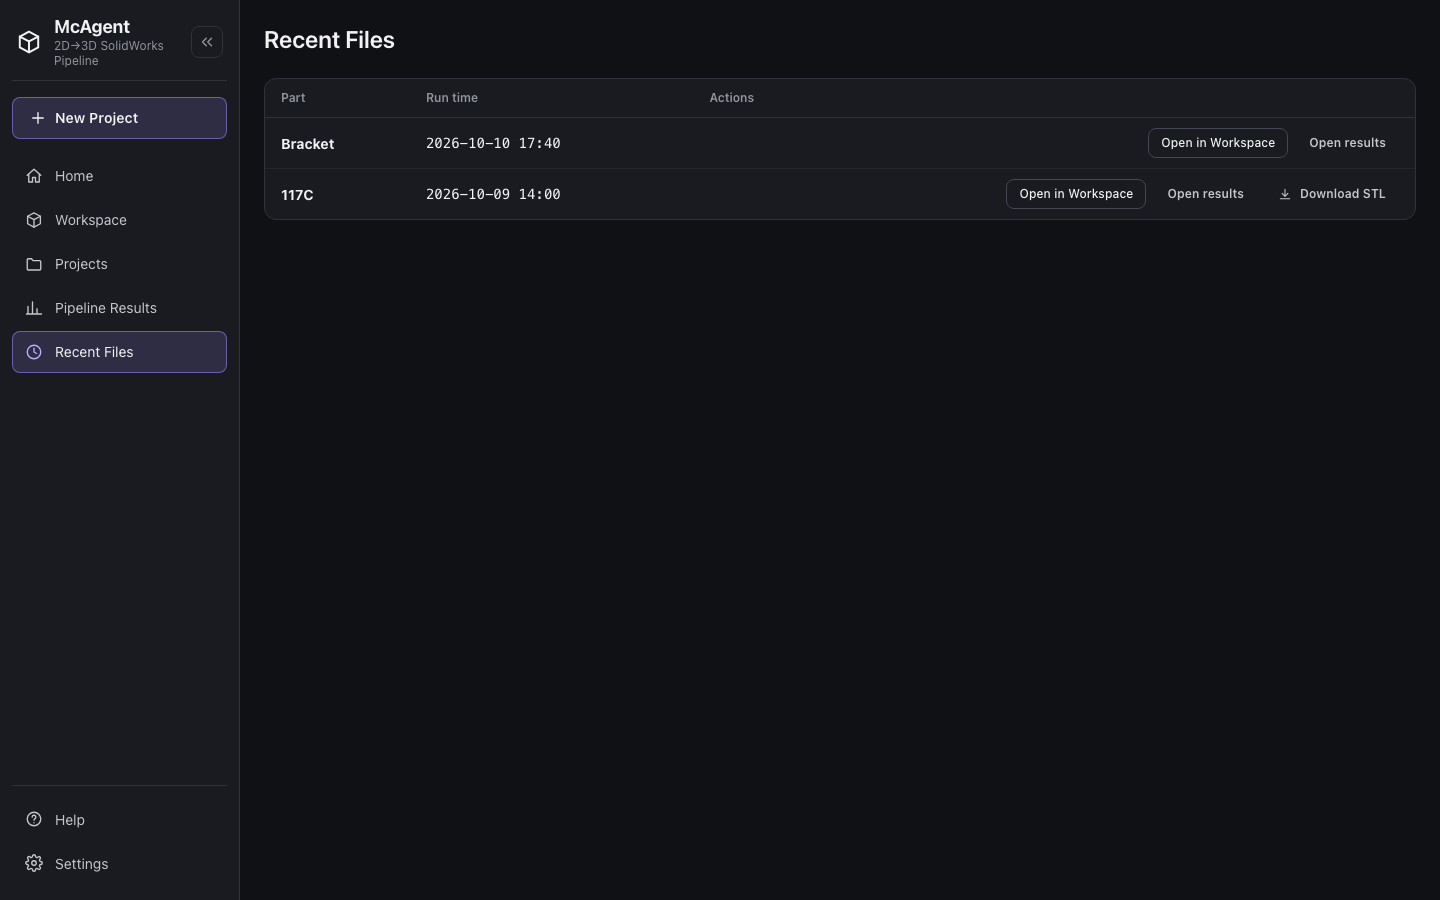 McAgent
2D→3D SolidWorks
Pipeline
New Project
Home
Workspace
Projects
Pipeline Results
Recent Files
Help
Settings
Recent Files
Part Run time Actions
Bracket 2026-10-10 17:40 Open in Workspace Open results
117C 2026-10-09 14:00 Open in Workspace Open results Download STL